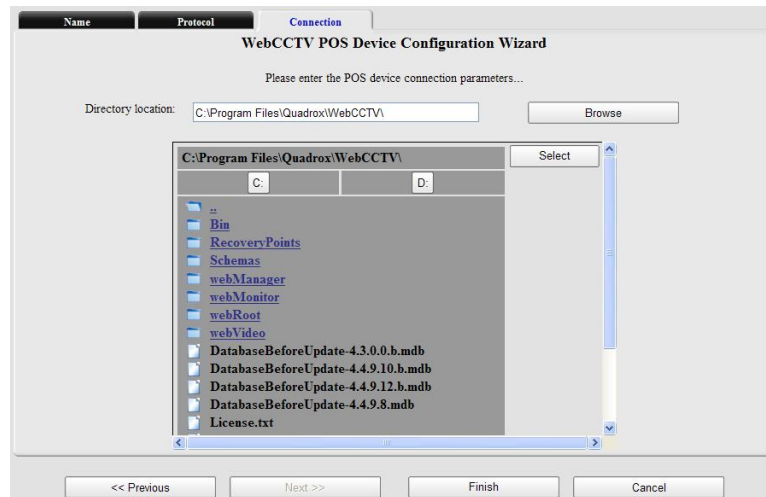 Name Protocol Connection
WebCCTV POS Device Configuration Wizard
Please enter the POS device connection parameters...
Directory location: C:\Program Files\Quadrox\WebCCTV\ Browse
C:\Program Files\Quadrox\WebCCTV\ Select
C: D:
..
Bin
RecoveryPoints
Schemas
webManager
webMonitor
webRoot
webVideo
DatabaseBeforeUpdate-4.3.0.0.b.mdb
DatabaseBeforeUpdate-4.4.9.10.b.mdb
DatabaseBeforeUpdate-4.4.9.12.b.mdb
DatabaseBeforeUpdate-4.4.9.8.mdb
License.txt
<< Previous Next >> Finish Cancel